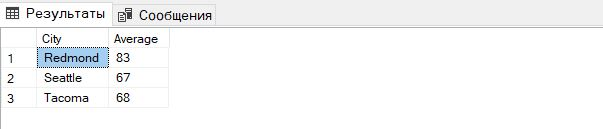 Результаты Сообщения
City Average
1 Redmond 83
2 Seattle 67
3 Tacoma 68